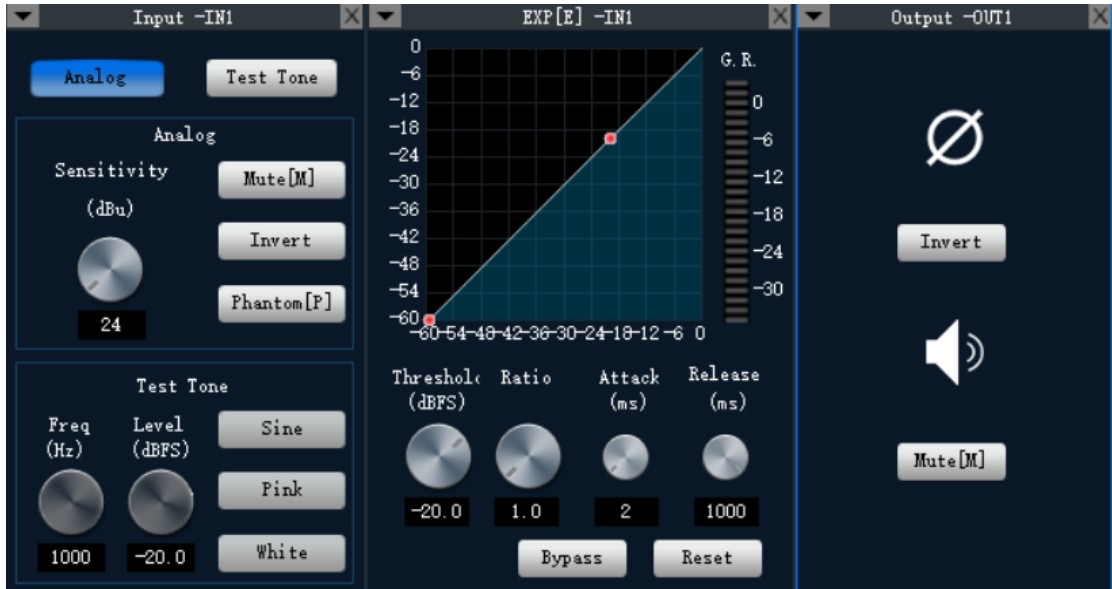 Input -IN1 X
Analog Test Tone
Analog
Sensitivity
(dBu)
24
Mute[M]
Invert
Phantom[P]
Test Tone
Freq
(Hz)
Level
(dBFS)
1000 -20.0
Sine
Pink
White
EXP[E] -IN1 X
0
-6
-12
-18
-24
-30
-36
-42
-48
-54
-60
-60-54-48-42-36-30-24-18-12 -6 0
G. R.
0
-6
-12
-18
-24
-30
Threshol
(dBFS)
Ratio
Attack
(ms)
Release
(ms)
-20.0 1.0 2 1000
Bypass Reset
Output -OUT1 X
Invert
Mute[M]